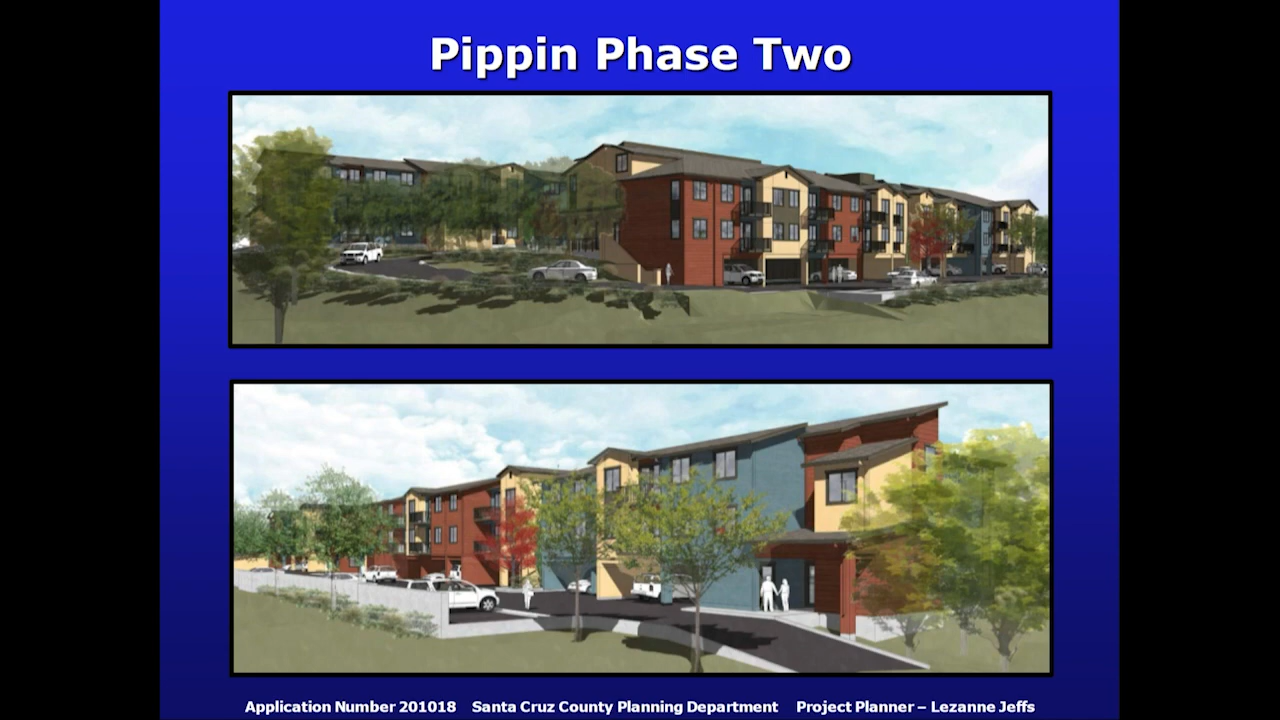 Pippin Phase Two
Application Number 201018 Santa Cruz County Planning Department Project Planner – Lezanne Jeffs